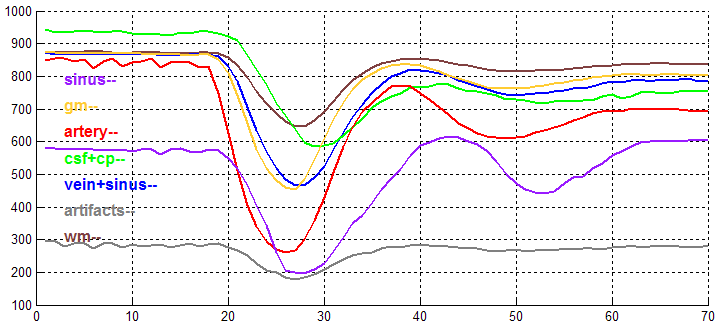 1000
900
800
700
600
500
400
300
200
100
sinus--
gm--
artery--
csf+cp--
vein+sinus--
artifacts--
wm--
0 10 20 30 40 50 60 70